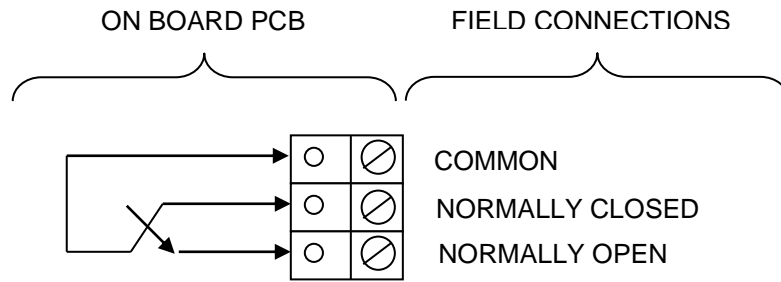 ON BOARD PCB
FIELD CONNECTIONS
COMMON
NORMALLY CLOSED
NORMALLY OPEN